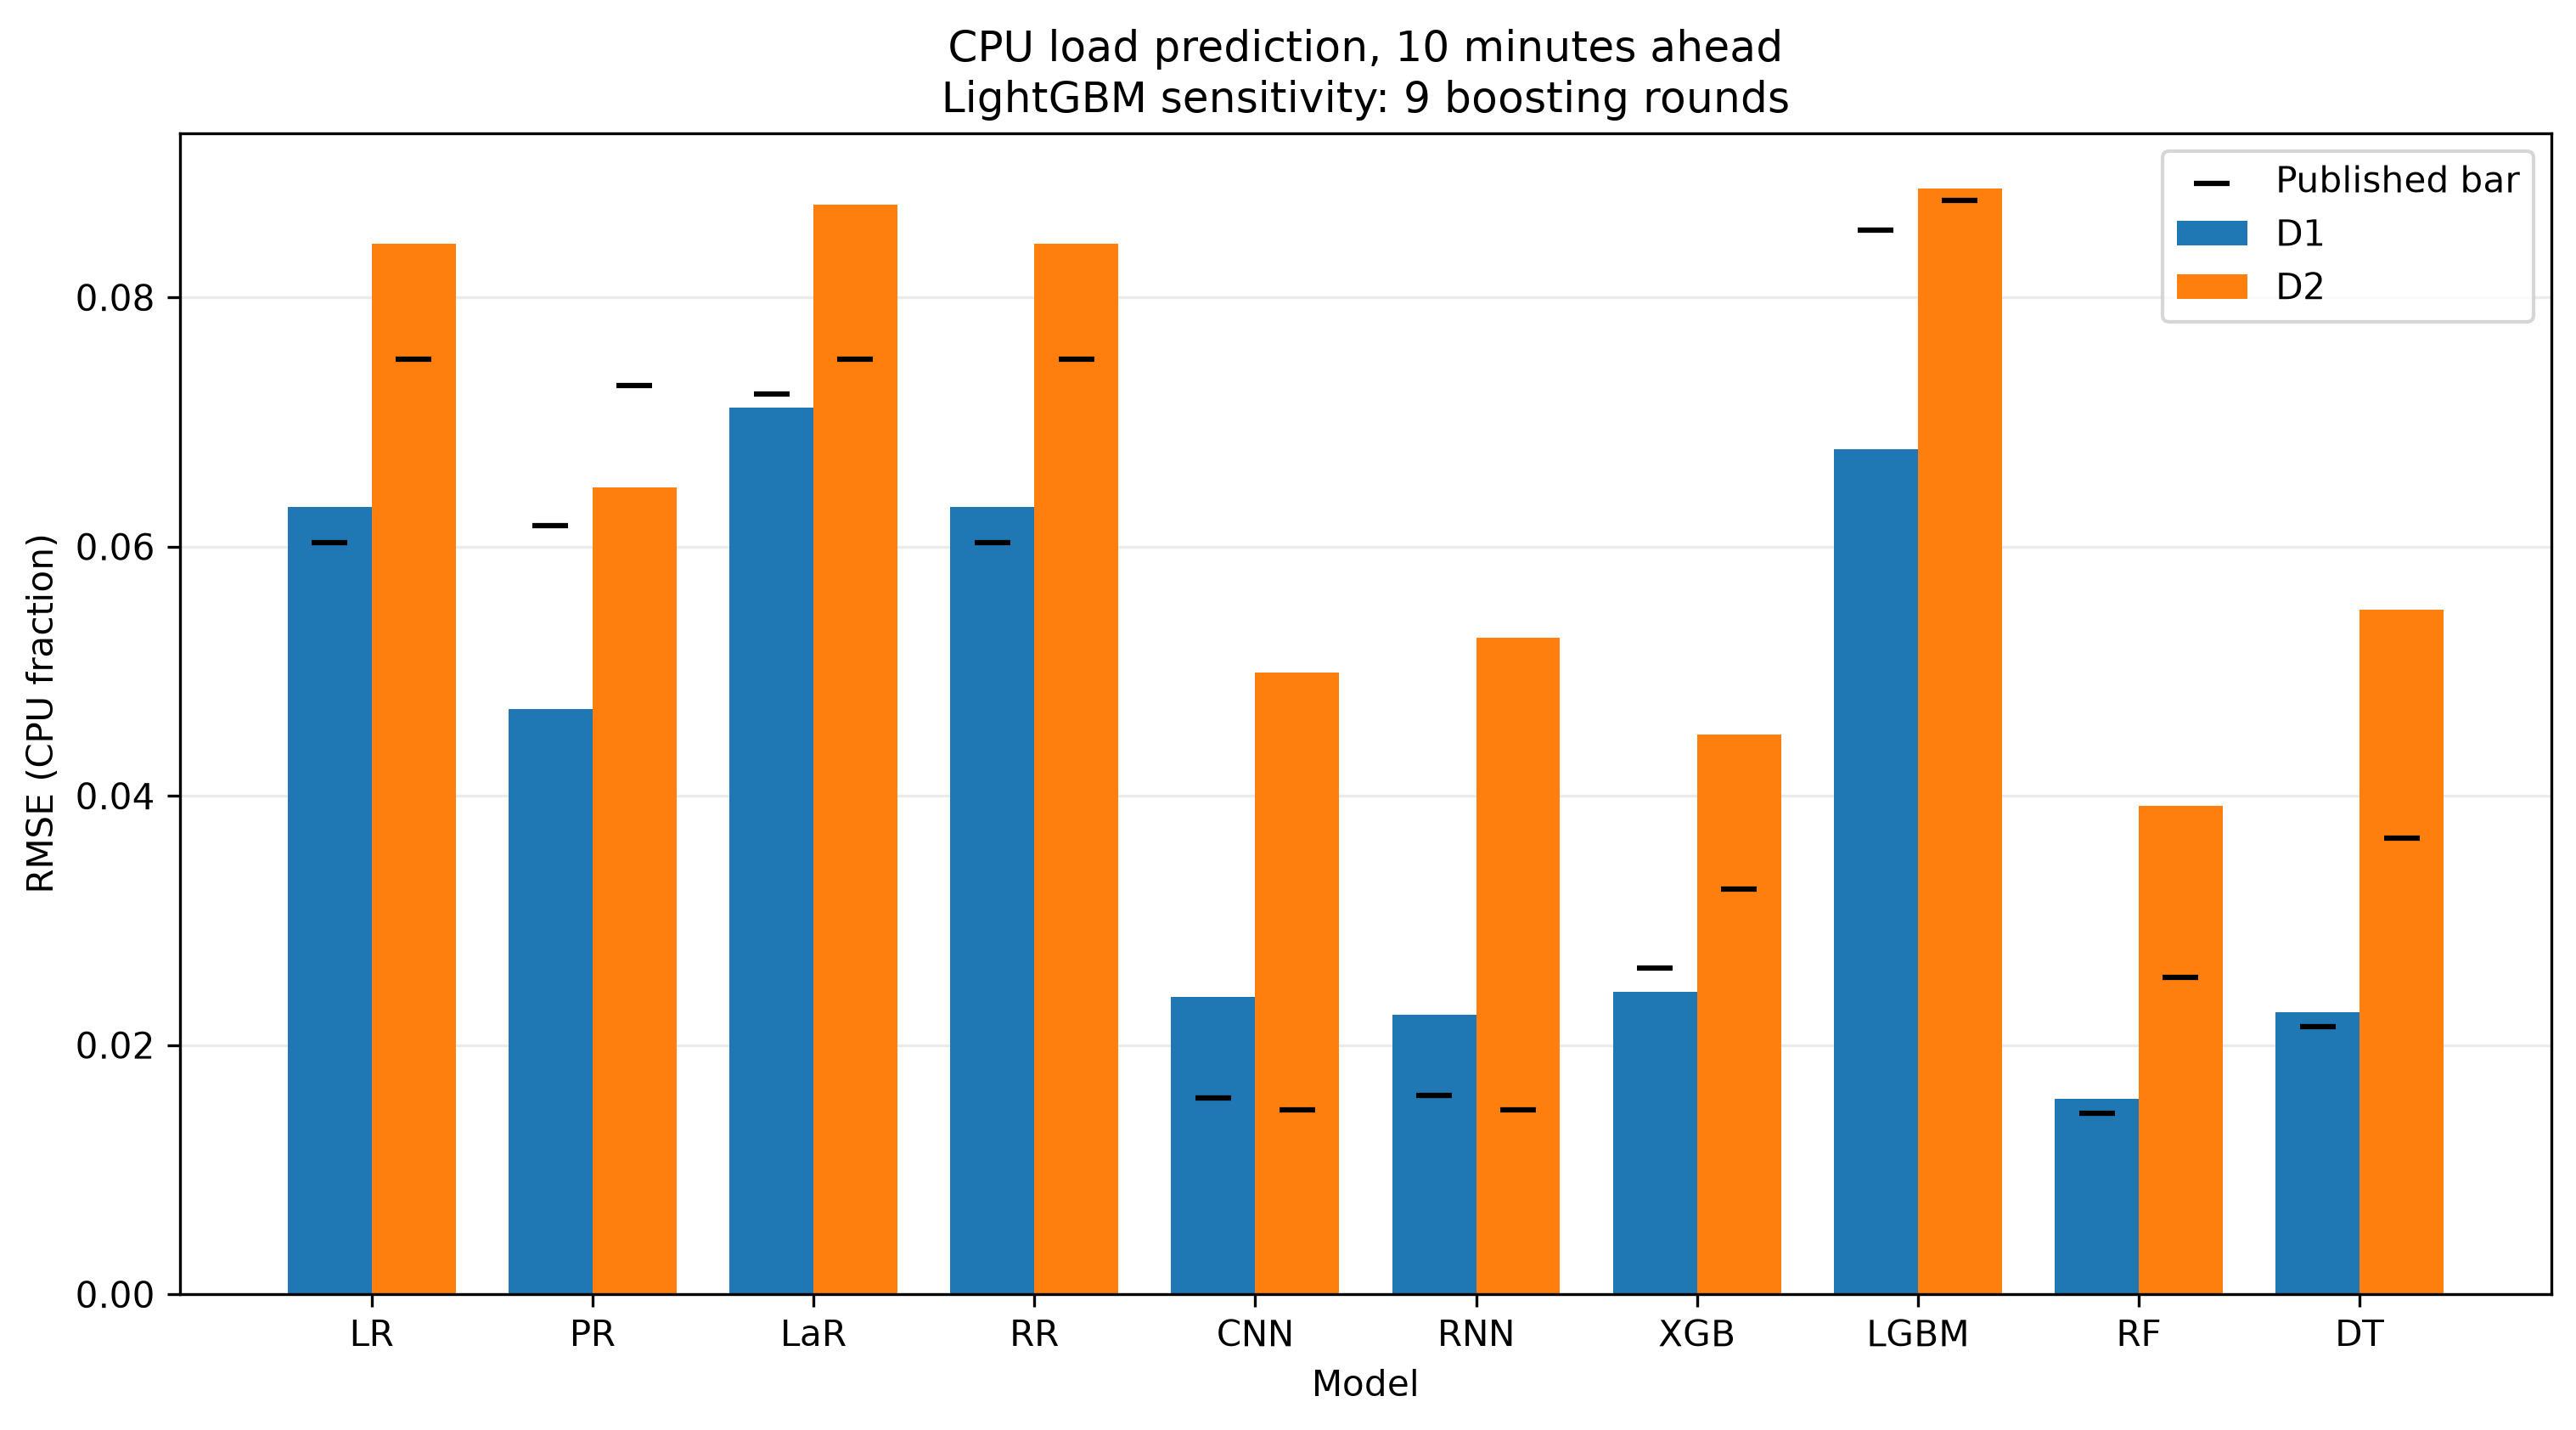 CPU load prediction, 10 minutes ahead
LightGBM sensitivity: 9 boosting rounds
Published bar
D1
D2
RMSE (CPU fraction)
0.08
0.06
0.04
0.02
0.00
LR PR LaR RR CNN RNN XGB LGBM RF DT
Model